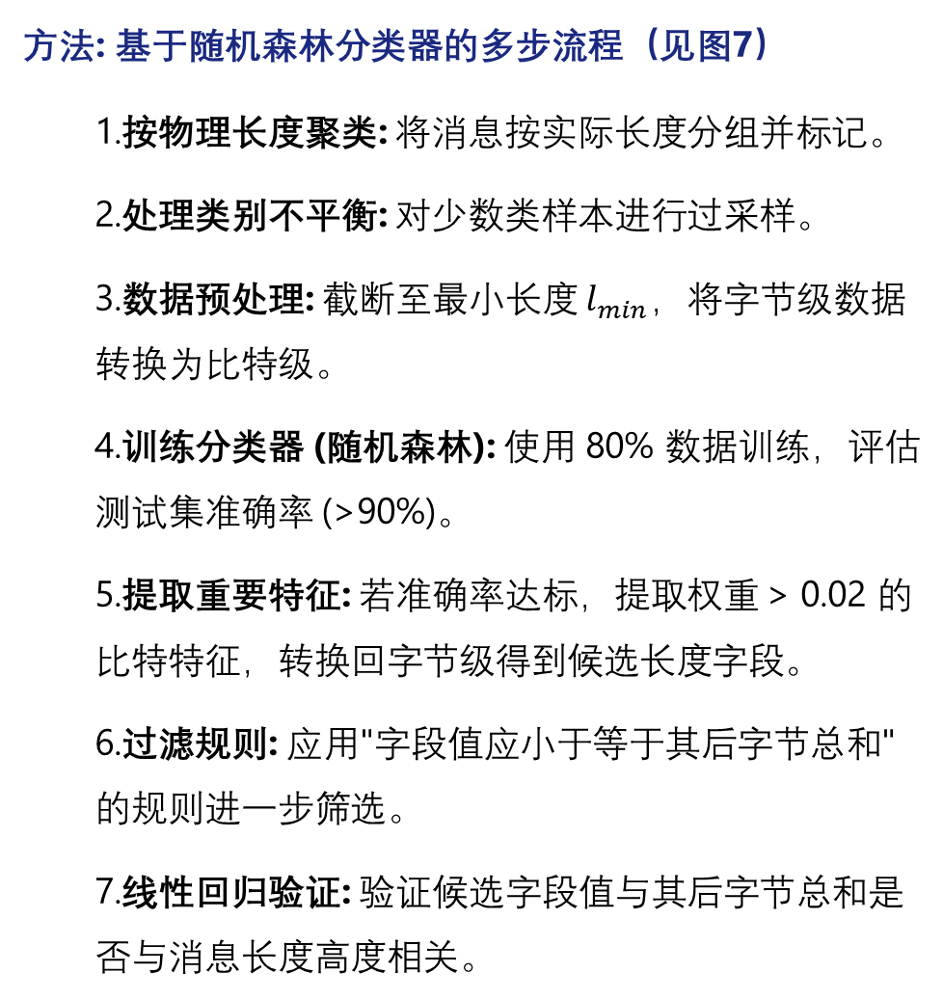 方法: 基于随机森林分类器的多步流程（见图7）
1.按物理长度聚类: 将消息按实际长度分组并标记。
2.处理类别不平衡: 对少数类样本进行过采样。
3.数据预处理: 截断至最小长度 l_min，将字节级数据
转换为比特级。
4.训练分类器 (随机森林): 使用 80% 数据训练，评估
测试集准确率 (>90%)。
5.提取重要特征: 若准确率达标，提取权重 > 0.02 的
比特特征，转换回字节级得到候选长度字段。
6.过滤规则: 应用"字段值应小于等于其后字节总和"
的规则进一步筛选。
7.线性回归验证: 验证候选字段值与其后字节总和是
否与消息长度高度相关。